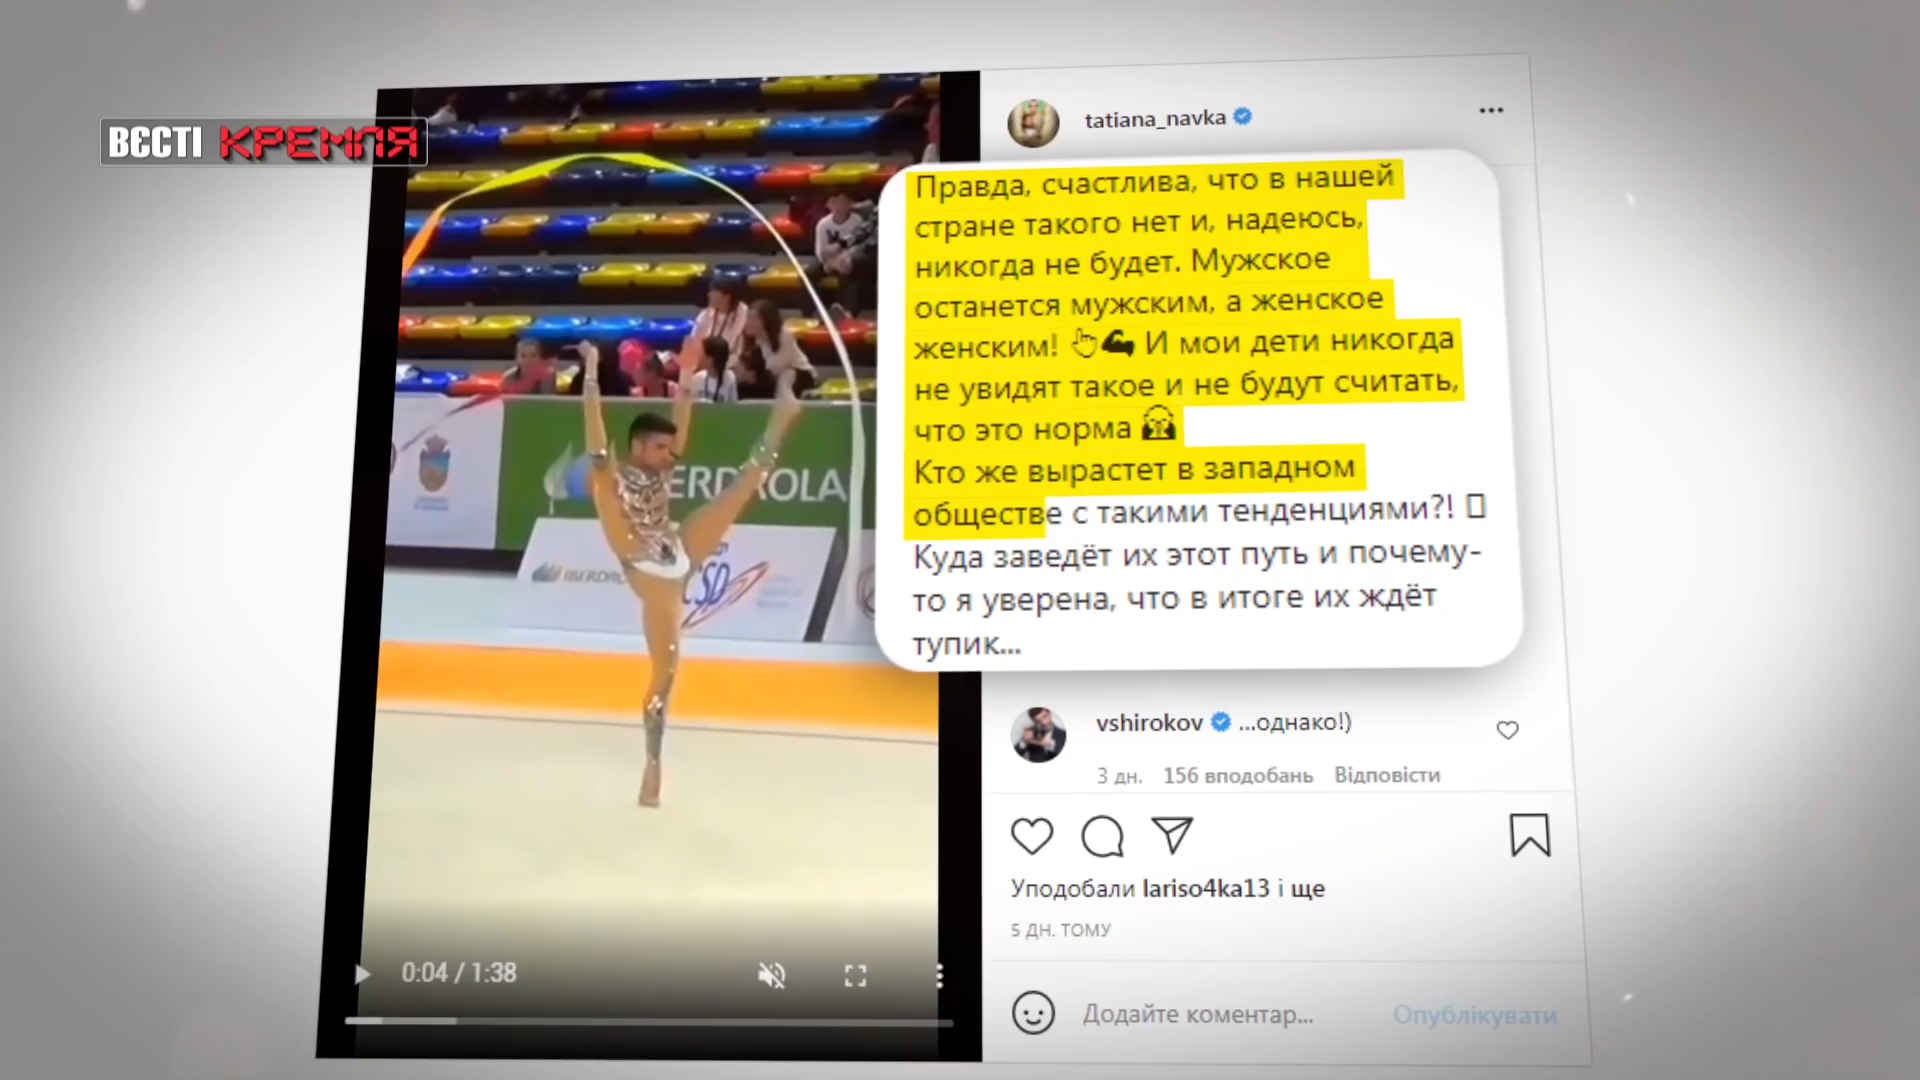 ВЄСТІ КРЕМЛЯ
tatiana_navka
Правда, счастлива, что в нашей
стране такого нет и, надеюсь,
никогда не будет. Мужское
останется мужским, а женское
женским! И мои дети никогда
не увидят такое и не будут считать,
что это норма
Кто же вырастет в западном
обществе с такими тенденциями?!
Куда заведёт их этот путь и почему-
то я уверена, что в итоге их ждёт
тупик...
IBERDROLA
IBERDRO
CSD
vshirokov ...однако!)
3 дн. 156 вподобань Відповісти
Уподобали lariso4ka13 і ще
5 ДН. ТОМУ
0:04 / 1:38
Додайте коментар... Опублікувати